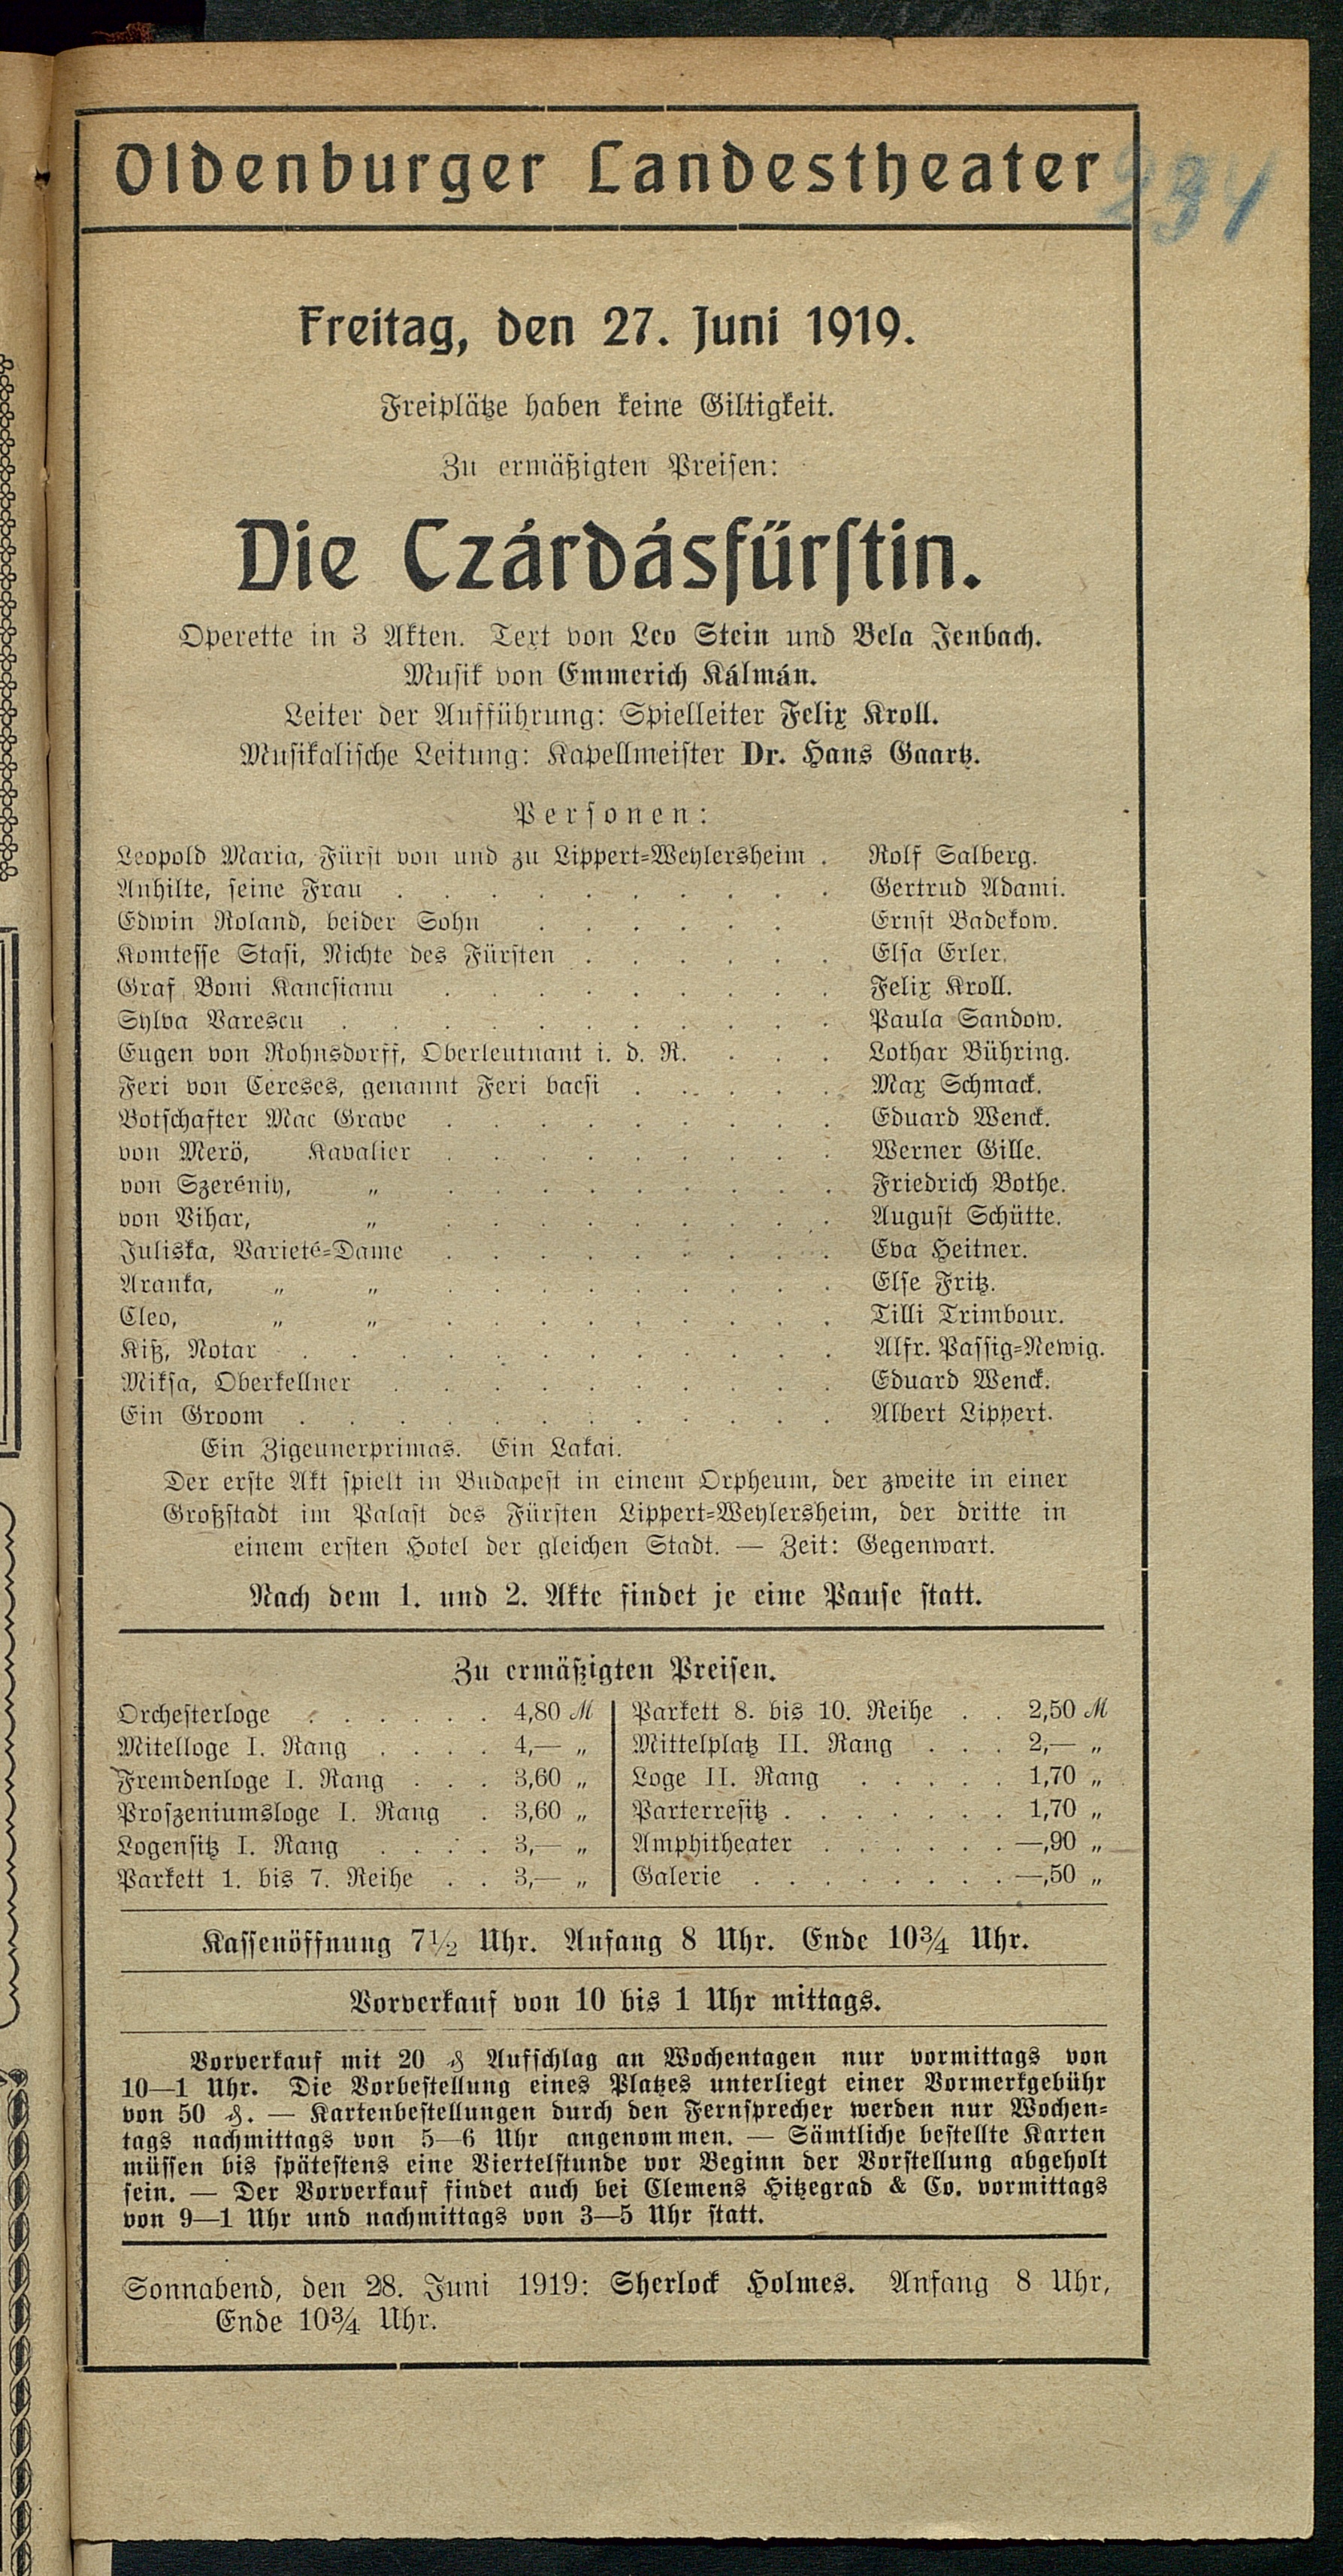 Oldenburger Landestheater
234
Freitag, den 27. Juni 1919.
Freiplätze haben keine Giltigkeit.
Zu ermäßigten Preisen:
Die Czárdásfürstin.
Operette in 3 Akten. Text von Leo Stein und Bela Jenbach.
Musik von Emmerich Kálmán.
Leiter der Aufführung: Spielleiter Felix Kroll.
Musikalische Leitung: Kapellmeister Dr. Hans Gaartz.
Personen:
Leopold Maria, Fürst von und zu Lippert-Weylersheim . Rolf Salberg.
Anhilte, seine Frau . . . . . . . . . . Gertrud Adami.
Edwin Roland, beider Sohn . . . . . . Ernst Badekow.
Komtesse Stasi, Nichte des Fürsten . . . . . . Elsa Erler.
Graf Boni Kancsianu . . . . . . . . . Felix Kroll.
Sylva Varescu . . . . . . . . . . . Paula Sandow.
Eugen von Rohnsdorff, Oberleutnant i. d. R. . . . Lothar Bühring.
Feri von Cereses, genannt Feri bacsi . . . . . Max Schmack.
Botschafter Mac Grave . . . . . . . . . Eduard Wenck.
von Merö, Kavalier . . . . . . . . . Werner Gille.
von Szeréniy, „ . . . . . . . . . Friedrich Bothe.
von Vihar, „ . . . . . . . . . August Schütte.
Juliska, Varieté-Dame . . . . . . . . . Eva Heitner.
Aranka, „ „ . . . . . . . . . Else Fritz.
Cleo, „ „ . . . . . . . . . Tilli Trimbour.
Kiß, Notar . . . . . . . . . . . . Alfr. Passig-Newig.
Miksa, Oberkellner . . . . . . . . . . Eduard Wenck.
Ein Groom . . . . . . . . . . . . Albert Lippert.
Ein Zigeunerprimas. Ein Lakai.
Der erste Akt spielt in Budapest in einem Orpheum, der zweite in einer
Großstadt im Palast des Fürsten Lippert-Weylersheim, der dritte in
einem ersten Hotel der gleichen Stadt. — Zeit: Gegenwart.
Nach dem 1. und 2. Akte findet je eine Pause statt.
Zu ermäßigten Preisen.
Orchesterloge . . . . . . 4,80 M
Mitelloge I. Rang . . . . 4,— „
Fremdenloge I. Rang . . . 3,60 „
Proszeniumsloge I. Rang . 3,60 „
Logensitz I. Rang . . . . 3,— „
Parkett 1. bis 7. Reihe . . 3,— „
Parkett 8. bis 10. Reihe . . 2,50 M
Mittelplatz II. Rang . . . 2,— „
Loge II. Rang . . . . . 1,70 „
Parterresitz . . . . . . . 1,70 „
Amphitheater . . . . . . —,90 „
Galerie . . . . . . . . —,50 „
Kassenöffnung 7½ Uhr. Anfang 8 Uhr. Ende 10¾ Uhr.
Vorverkauf von 10 bis 1 Uhr mittags.
Vorverkauf mit 20 ₰ Aufschlag an Wochentagen nur vormittags von
10—1 Uhr. Die Vorbestellung eines Platzes unterliegt einer Vormerkgebühr
von 50 ₰. — Kartenbestellungen durch den Fernsprecher werden nur Wochen-
tags nachmittags von 5—6 Uhr angenommen. — Sämtliche bestellte Karten
müssen bis spätestens eine Viertelstunde vor Beginn der Vorstellung abgeholt
sein. — Der Vorverkauf findet auch bei Clemens Hitzegrad & Co. vormittags
von 9—1 Uhr und nachmittags von 3—5 Uhr statt.
Sonnabend, den 28. Juni 1919: Sherlock Holmes. Anfang 8 Uhr,
Ende 10¾ Uhr.